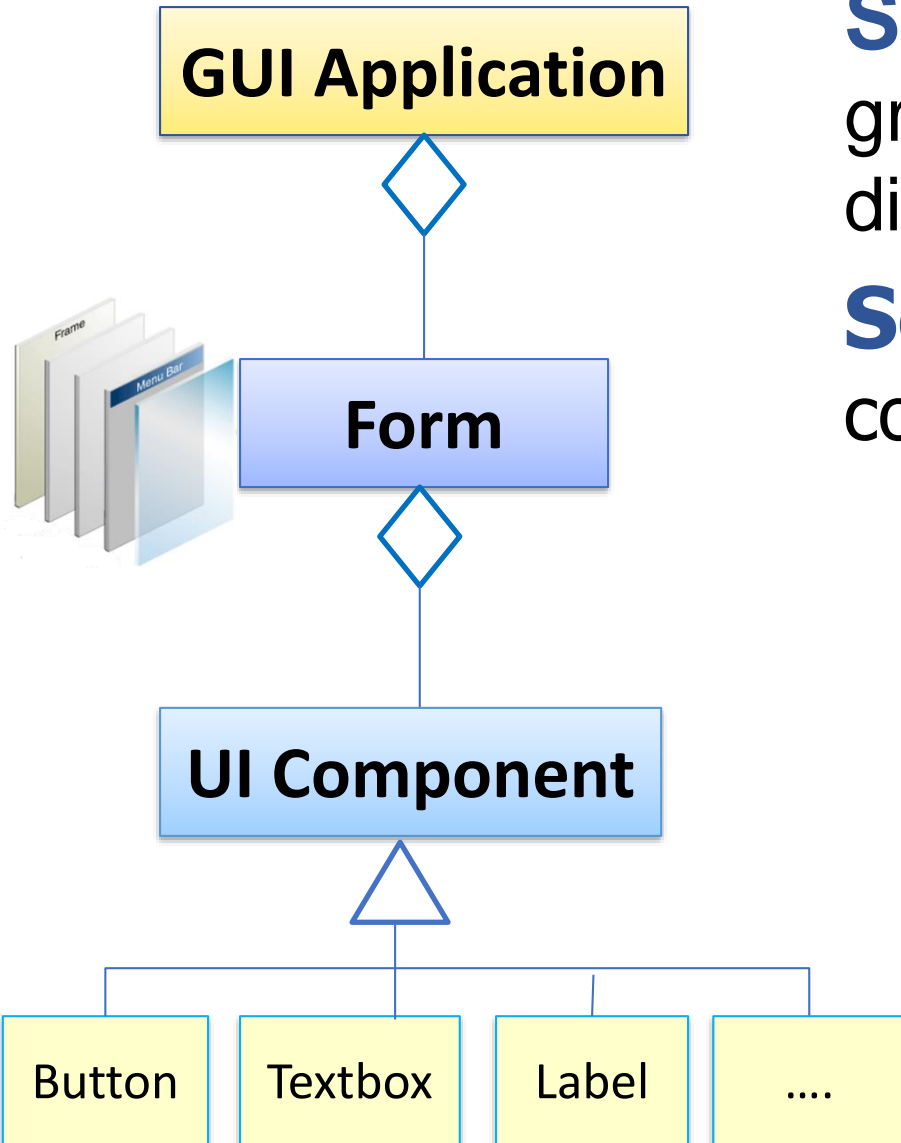 GUI Application
Frame
Menu Bar
Form
UI Component
Button
Textbox
Label
....